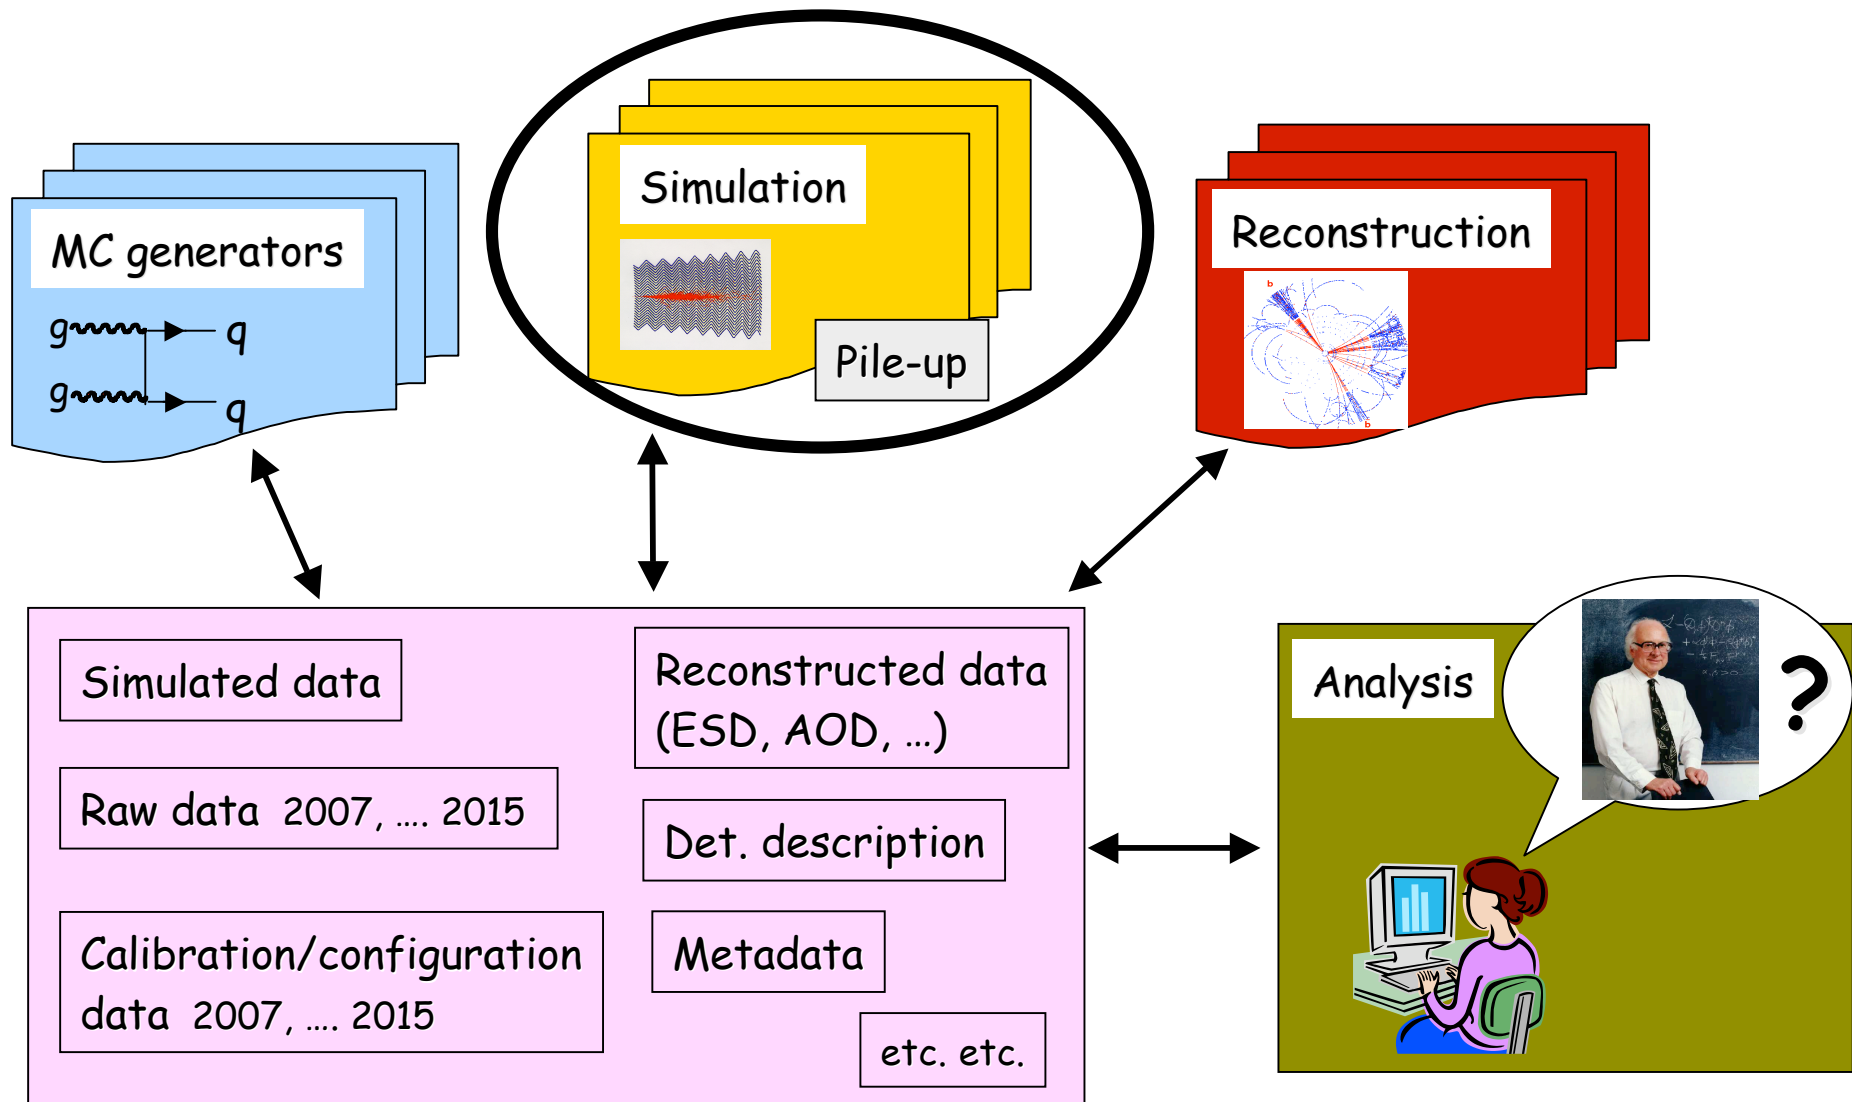 MC generators
g q
g q
Simulation
Pile-up
Reconstruction
b
b
Simulated data
Raw data 2007, .... 2015
Calibration/configuration
data 2007, .... 2015
Reconstructed data
(ESD, AOD, ...)
Det. description
Metadata
etc. etc.
Analysis
?